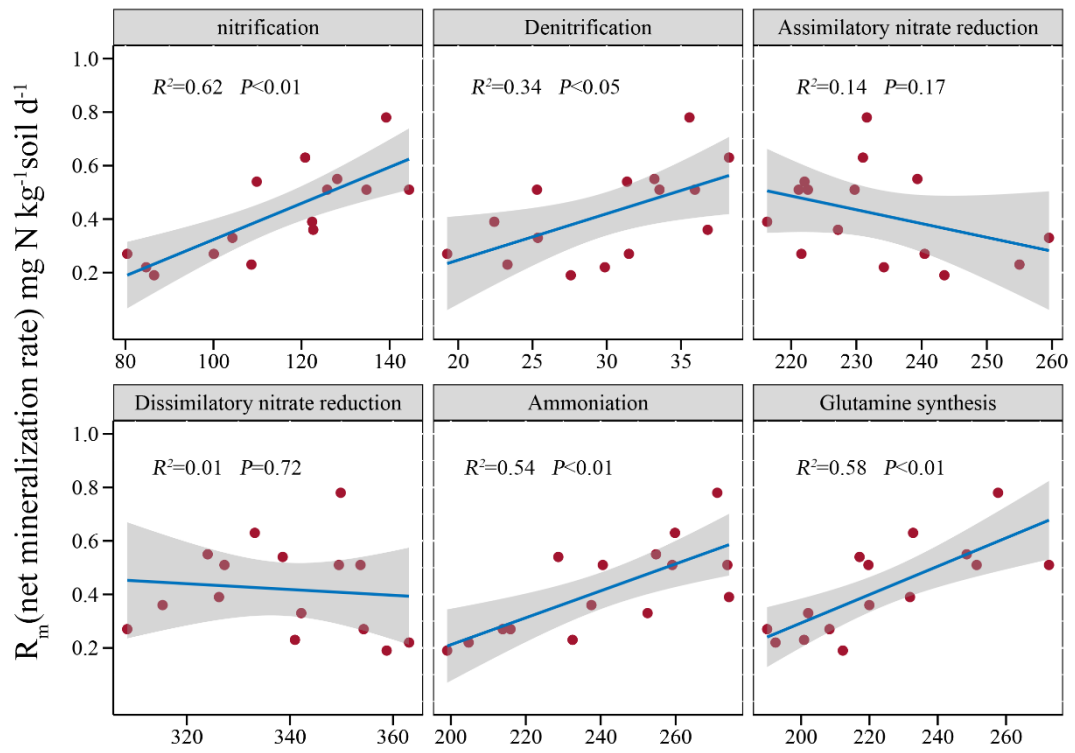 R_m(net mineralization rate) mg N kg⁻¹soil d⁻¹
nitrification
Denitrification
Assimilatory nitrate reduction
R²=0.62 P<0.01
R²=0.34 P<0.05
R²=0.14 P=0.17
1.0
0.8
0.6
0.4
0.2
80 100 120 140
20 25 30 35
220 230 240 250 260
Dissimilatory nitrate reduction
Ammoniation
Glutamine synthesis
R²=0.01 P=0.72
R²=0.54 P<0.01
R²=0.58 P<0.01
1.0
0.8
0.6
0.4
0.2
320 340 360
200 220 240 260
200 220 240 260